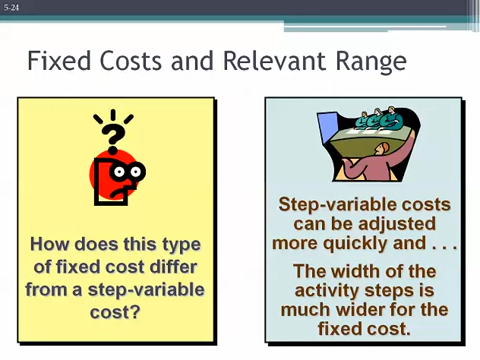 5-24
Fixed Costs and Relevant Range
?
How does this type
of fixed cost differ
from a step-variable
cost?
Step-variable costs
can be adjusted
more quickly and . . .
The width of the
activity steps is
much wider for the
fixed cost.